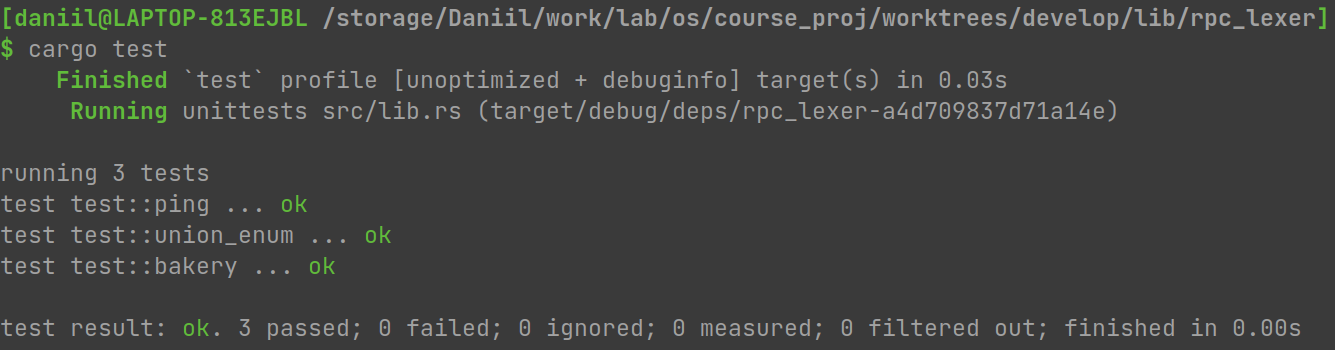 [daniil@LAPTOP-813EJBL /storage/Daniil/work/lab/os/course_proj/worktrees/develop/lib/rpc_lexer]
$ cargo test
    Finished `test` profile [unoptimized + debuginfo] target(s) in 0.03s
     Running unittests src/lib.rs (target/debug/deps/rpc_lexer-a4d709837d71a14e)

running 3 tests
test test::ping ... ok
test test::union_enum ... ok
test test::bakery ... ok

test result: ok. 3 passed; 0 failed; 0 ignored; 0 measured; 0 filtered out; finished in 0.00s